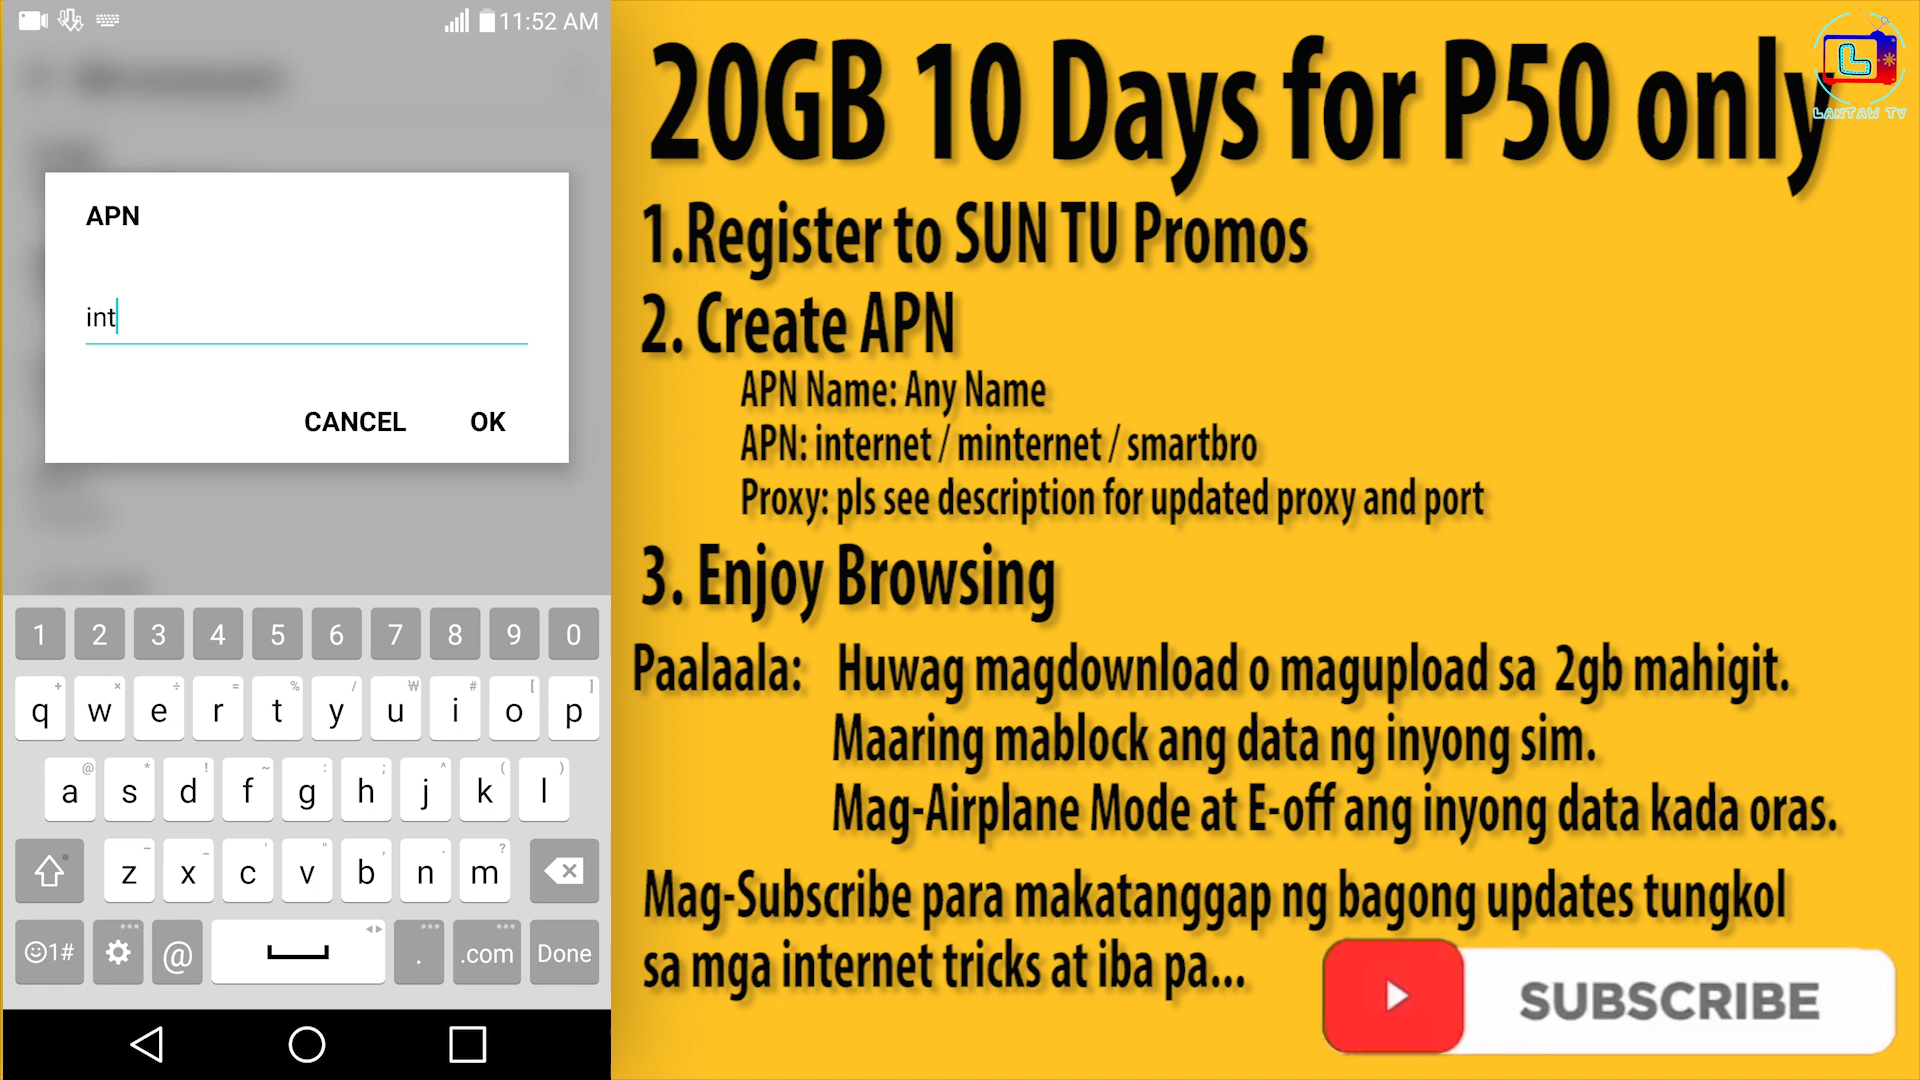 11:52 AM
APN
int
CANCEL OK
1 2 3 4 5 6 7 8 9 0
q w e r t y u i o p
a s d f g h j k l
z x c v b n m
1# @ . .com Done
20GB 10 Days for P50 only
LANTAW TV
1.Register to SUN TU Promos
2. Create APN
APN Name: Any Name
APN: internet / minternet / smartbro
Proxy: pls see description for updated proxy and port
3. Enjoy Browsing
Paalaala: Huwag magdownload o magupload sa 2gb mahigit.
Maaring mablock ang data ng inyong sim.
Mag-Airplane Mode at E-off ang inyong data kada oras.
Mag-Subscribe para makatanggap ng bagong updates tungkol
sa mga internet tricks at iba pa...
SUBSCRIBE